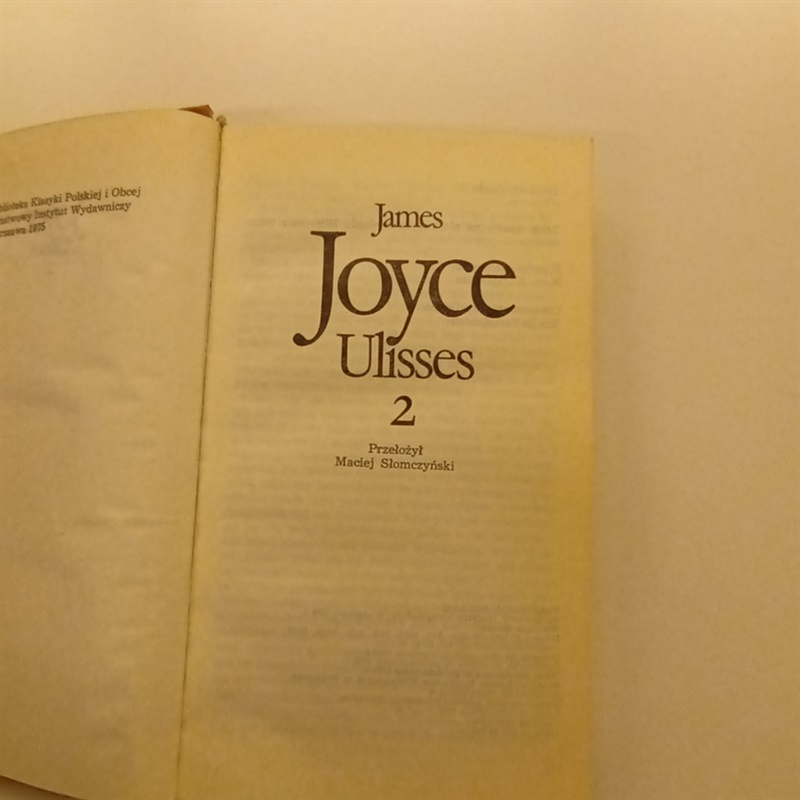 Klasyki Polskiej i Obcej
Instytut Wydawniczy
1975
James
Joyce
Ulisses
2
Przełożył
Maciej Słomczyński